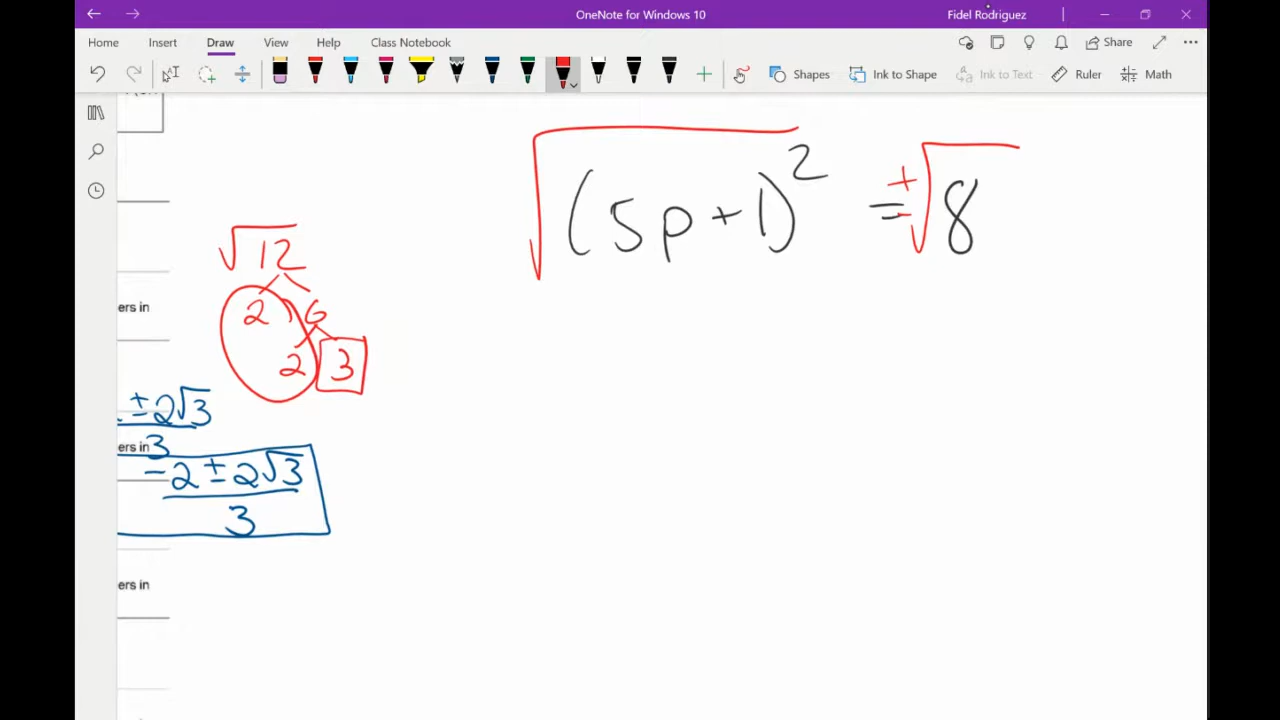 OneNote for Windows 10
Fidel Rodriguez
Home Insert Draw View Help Class Notebook
Share
Shapes Ink to Shape Ink to Text Ruler Math
√(5p+1)² = ±√8
√12
2 6
2 3
ers in
± 2√3
3
ers in
-2 ± 2√3
3
ers in